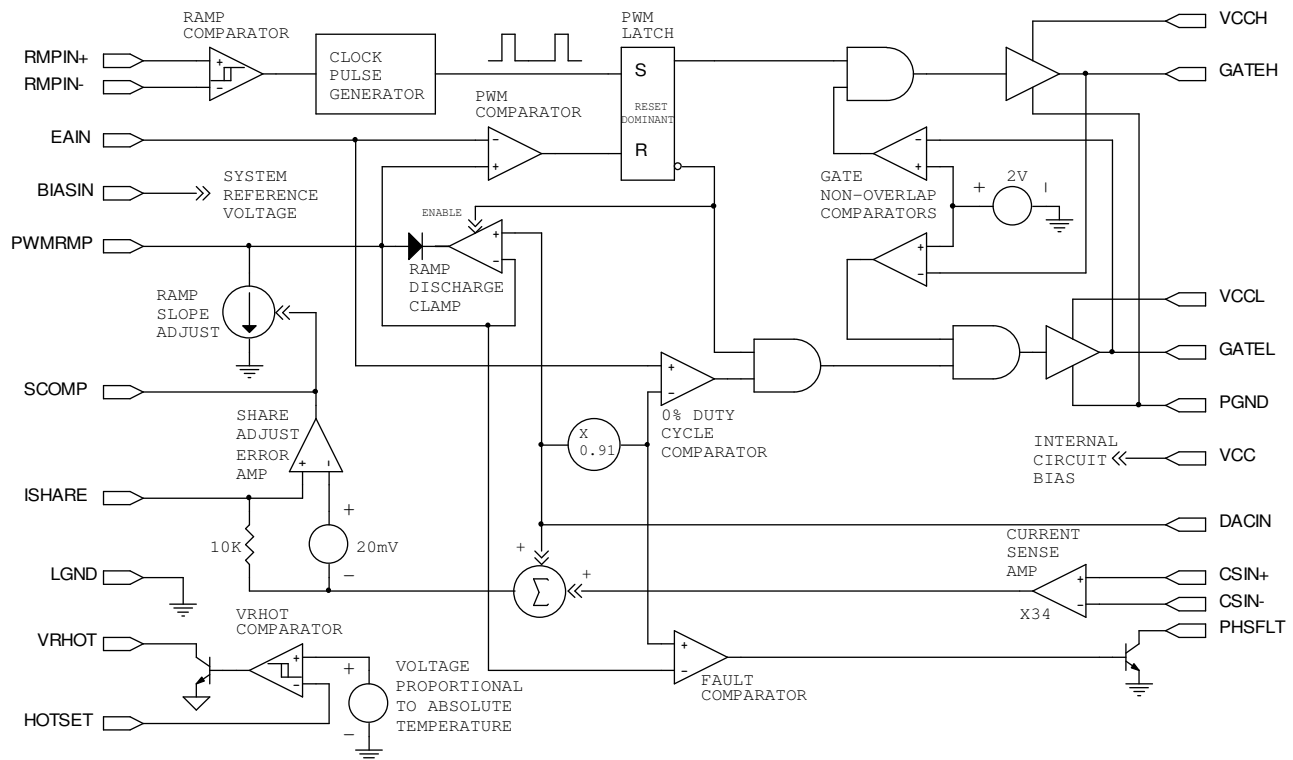 RAMP
COMPARATOR
PWM
LATCH
VCCH
RMPIN+
RMPIN-
+
−
CLOCK
PULSE
GENERATOR
S
RESET
DOMINANT
R
GATEH
PWM
COMPARATOR
EAIN
−
+
−
+
BIASIN
SYSTEM
REFERENCE
VOLTAGE
GATE
NON-OVERLAP
COMPARATORS
+
2V
−
ENABLE
PWMRMP
+
−
+
−
RAMP
DISCHARGE
CLAMP
RAMP
SLOPE
ADJUST
VCCL
GATEL
+
−
SCOMP
PGND
SHARE
ADJUST
ERROR
AMP
+
−
X
0.91
0% DUTY
CYCLE
COMPARATOR
INTERNAL
CIRCUIT
BIAS
VCC
ISHARE
+
10K
20mV
−
DACIN
CURRENT
SENSE
AMP
+
Σ
+
+
−
X34
LGND
CSIN+
CSIN-
VRHOT
COMPARATOR
VRHOT
PHSFLT
+
−
+
−
VOLTAGE
PROPORTIONAL
TO ABSOLUTE
TEMPERATURE
+
−
FAULT
COMPARATOR
HOTSET